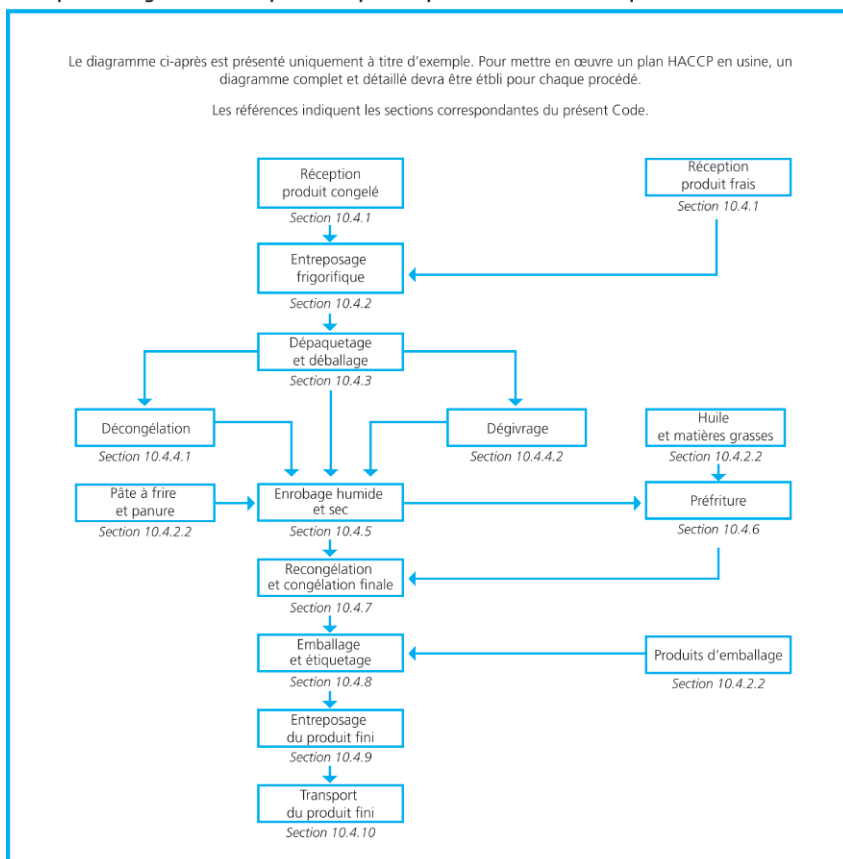 Le diagramme ci-après est présenté uniquement à titre d'exemple. Pour mettre en œuvre un plan HACCP en usine, un
diagramme complet et détaillé devra être étbli pour chaque procédé.
Les références indiquent les sections correspondantes du présent Code.
Réception
produit congelé
Section 10.4.1
Réception
produit frais
Section 10.4.1
Entreposage
frigorifique
Section 10.4.2
Dépaquetage
et déballage
Section 10.4.3
Décongélation
Section 10.4.4.1
Dégivrage
Section 10.4.4.2
Huile
et matières grasses
Section 10.4.2.2
Pâte à frire
et panure
Section 10.4.2.2
Enrobage humide
et sec
Section 10.4.5
Préfriture
Section 10.4.6
Recongélation
et congélation finale
Section 10.4.7
Emballage
et étiquetage
Section 10.4.8
Produits d'emballage
Section 10.4.2.2
Entreposage
du produit fini
Section 10.4.9
Transport
du produit fini
Section 10.4.10